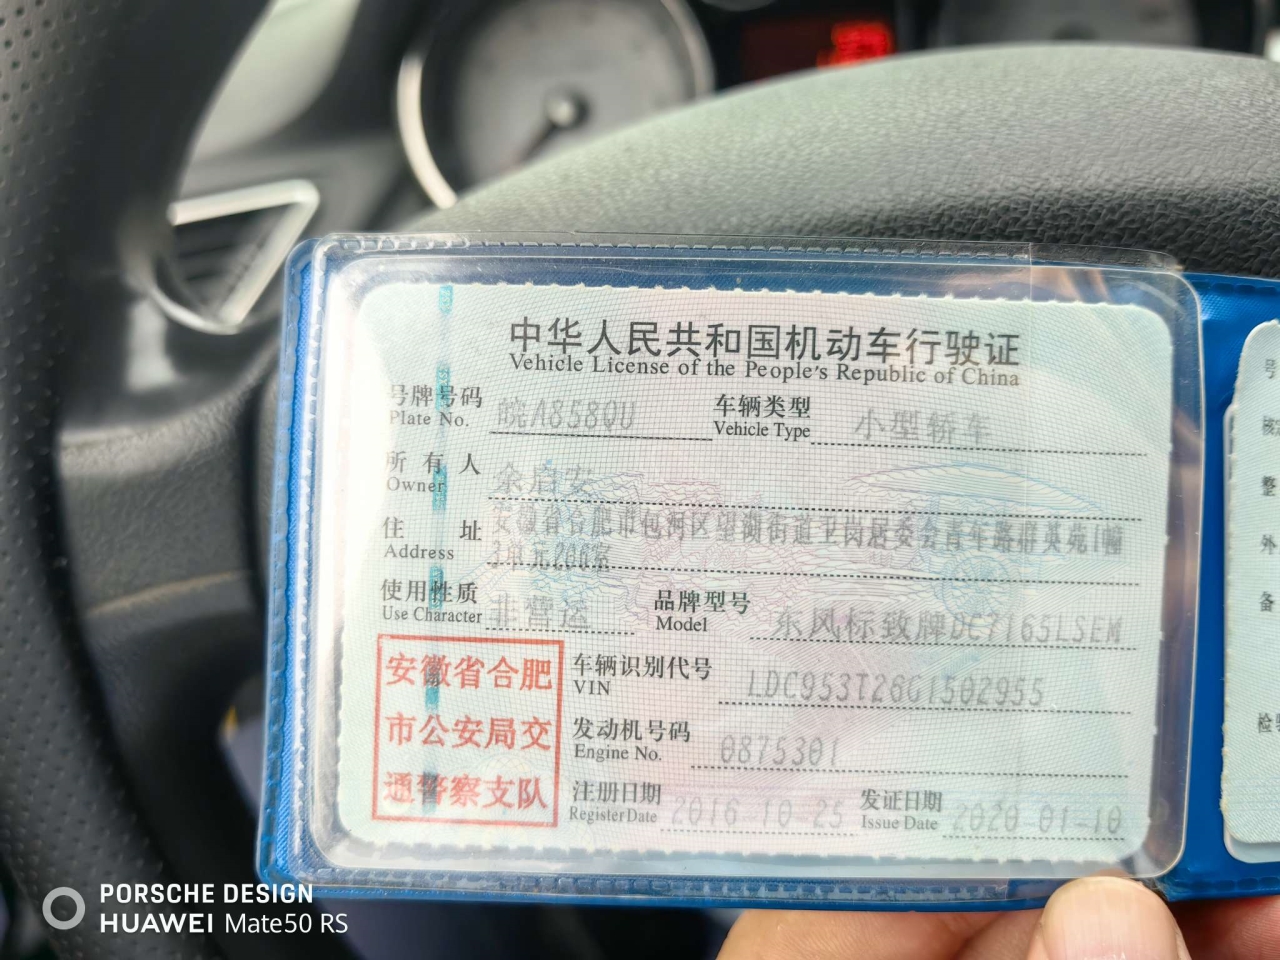 中华人民共和国机动车行驶证
Vehicle License of the People's Republic of China
号牌号码 皖A858QU 车辆类型 小型轿车
Plate No. Vehicle Type
所有人 余启安
Owner
住址 安徽省合肥市包河区望湖街道卫岗居委会青年路群英苑1幢
Address 3单元206室
使用性质 非营运 品牌型号 东风标致牌DC7165LSEM
Use Character Model
安徽省合肥
市公安局交
通警察支队
车辆识别代号 LDC953T26G1502955
VIN
发动机号码 0875301
Engine No.
注册日期 2016-10-25 发证日期 2020-01-10
Register Date Issue Date
号
整
外
备
检
PORSCHE DESIGN
HUAWEI Mate50 RS